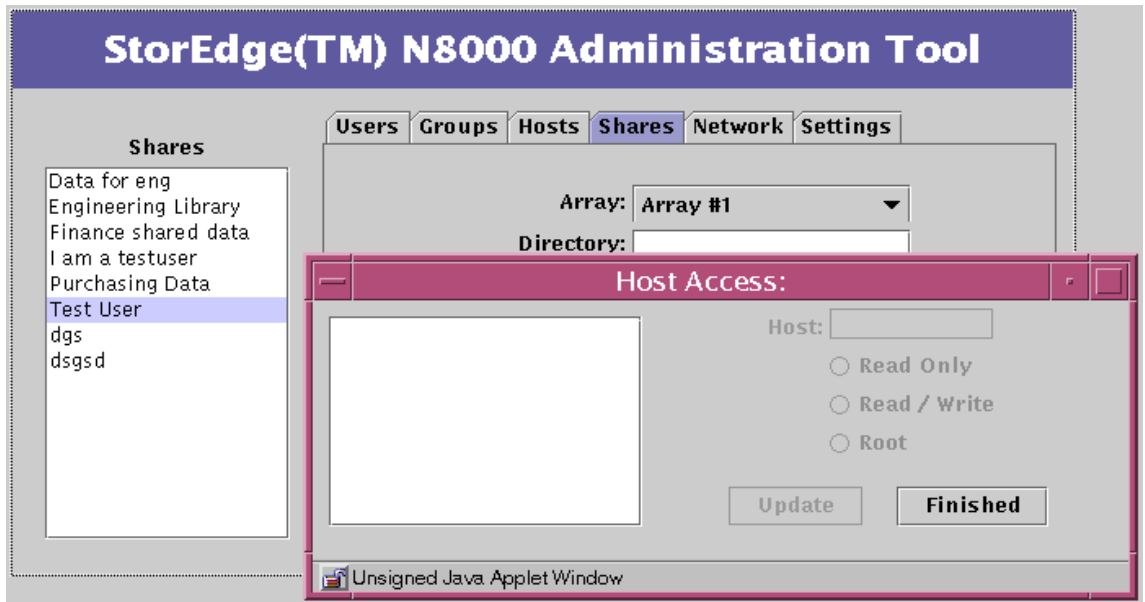 StorEdge(TM) N8000 Administration Tool
Users Groups Hosts Shares Network Settings
Shares
Data for eng
Engineering Library
Finance shared data
I am a testuser
Purchasing Data
Test User
dgs
dsgsd
Array: Array #1
Directory:
Host Access:
Host:
Read Only
Read / Write
Root
Update Finished
Unsigned Java Applet Window